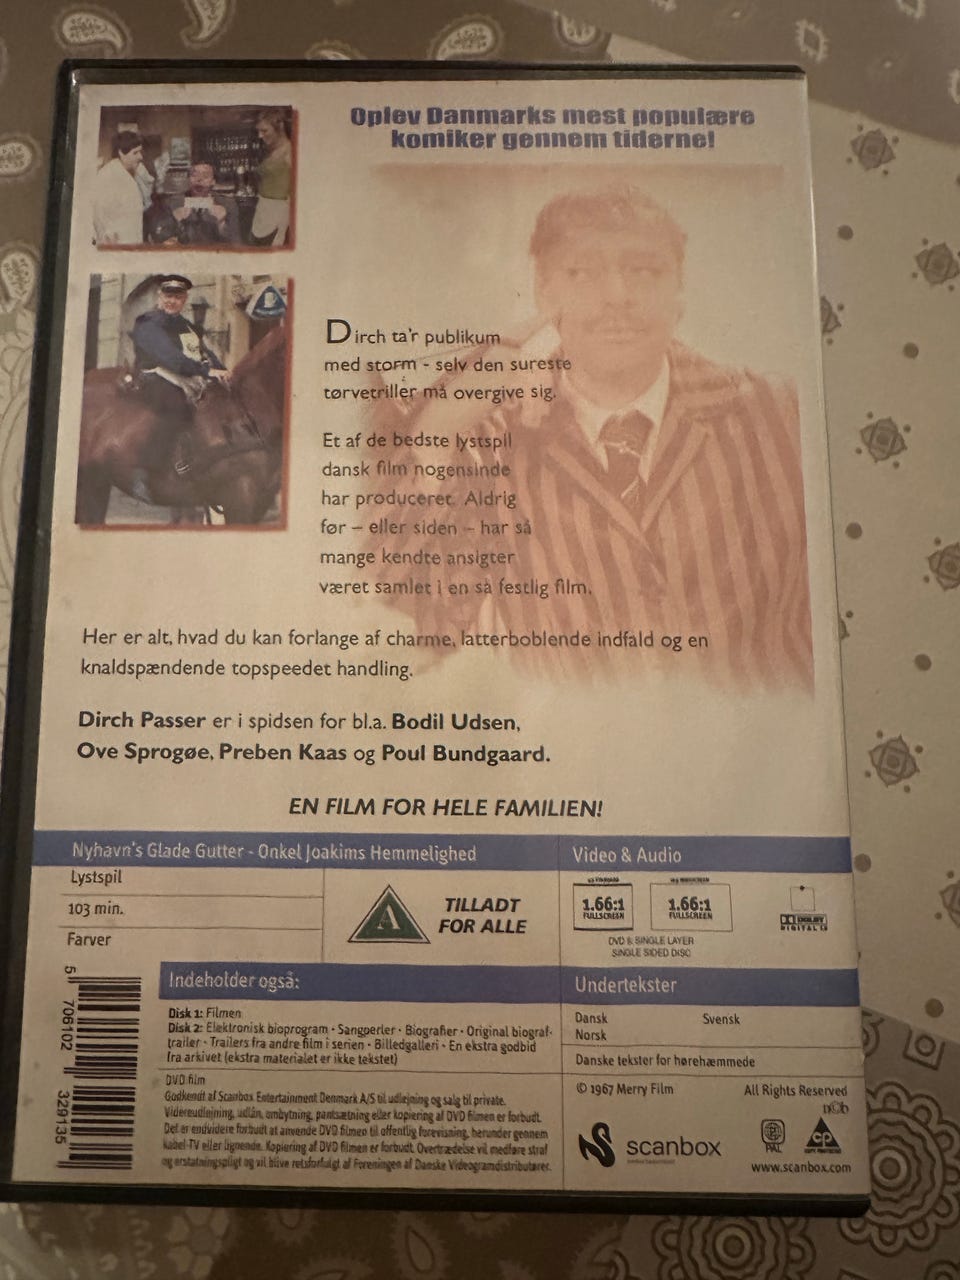 Oplev Danmarks mest populære
komiker gennem tiderne!
Dirch ta'r publikum
med storm - selv den sureste
tørvetriller må overgive sig.
Et af de bedste lystspil
dansk film nogensinde
har produceret. Aldrig
før – eller siden – har så
mange kendte ansigter
været samlet i en så festlig film.
Her er alt, hvad du kan forlange af charme, latterboblende indfald og en
knaldspændende topspeedet handling.
Dirch Passer er i spidsen for bl.a. Bodil Udsen,
Ove Sprogøe, Preben Kaas og Poul Bundgaard.
EN FILM FOR HELE FAMILIEN!
Nyhavn's Glade Gutter - Onkel Joakims Hemmelighed
Lystspil
103 min.
Farver
A
TILLADT
FOR ALLE
Video & Audio
1.66:1
FULLSCREEN
1.66:1
FULLSCREEN
DOLBY
DIGITAL
DVD 5: SINGLE LAYER
SINGLE SIDED DISC
5 706102 329135
Indeholder også:
Disk 1: Filmen
Disk 2: Elektronisk bioprogram • Sangperler • Biografier • Original biograf-
trailer • Trailers fra andre film i serien • Billedgalleri • En ekstra godbid
fra arkivet (ekstra materialet er ikke tekstet)
Undertekster
Dansk Svensk
Norsk
Danske tekster for hørehæmmede
DVD film
Godkendt af Scanbox Entertainment Denmark A/S til udlejning og salg til private.
Videreudlejning, udlån, ombytning, pantsætning eller kopiering af DVD filmen er forbudt.
Det er endvidere forbudt at anvende DVD filmen til offentlig forevisning, herunder gennem
kabel-TV eller lignende. Kopiering af DVD filmen er forbudt. Overtrædelse vil medføre straf
og erstatningspligt og vil blive retsforfulgt af Foreningen af Danske Videogramdistributører.
© 1967 Merry Film All Rights Reserved
n©b
scanbox
PAL
CP
www.scanbox.com